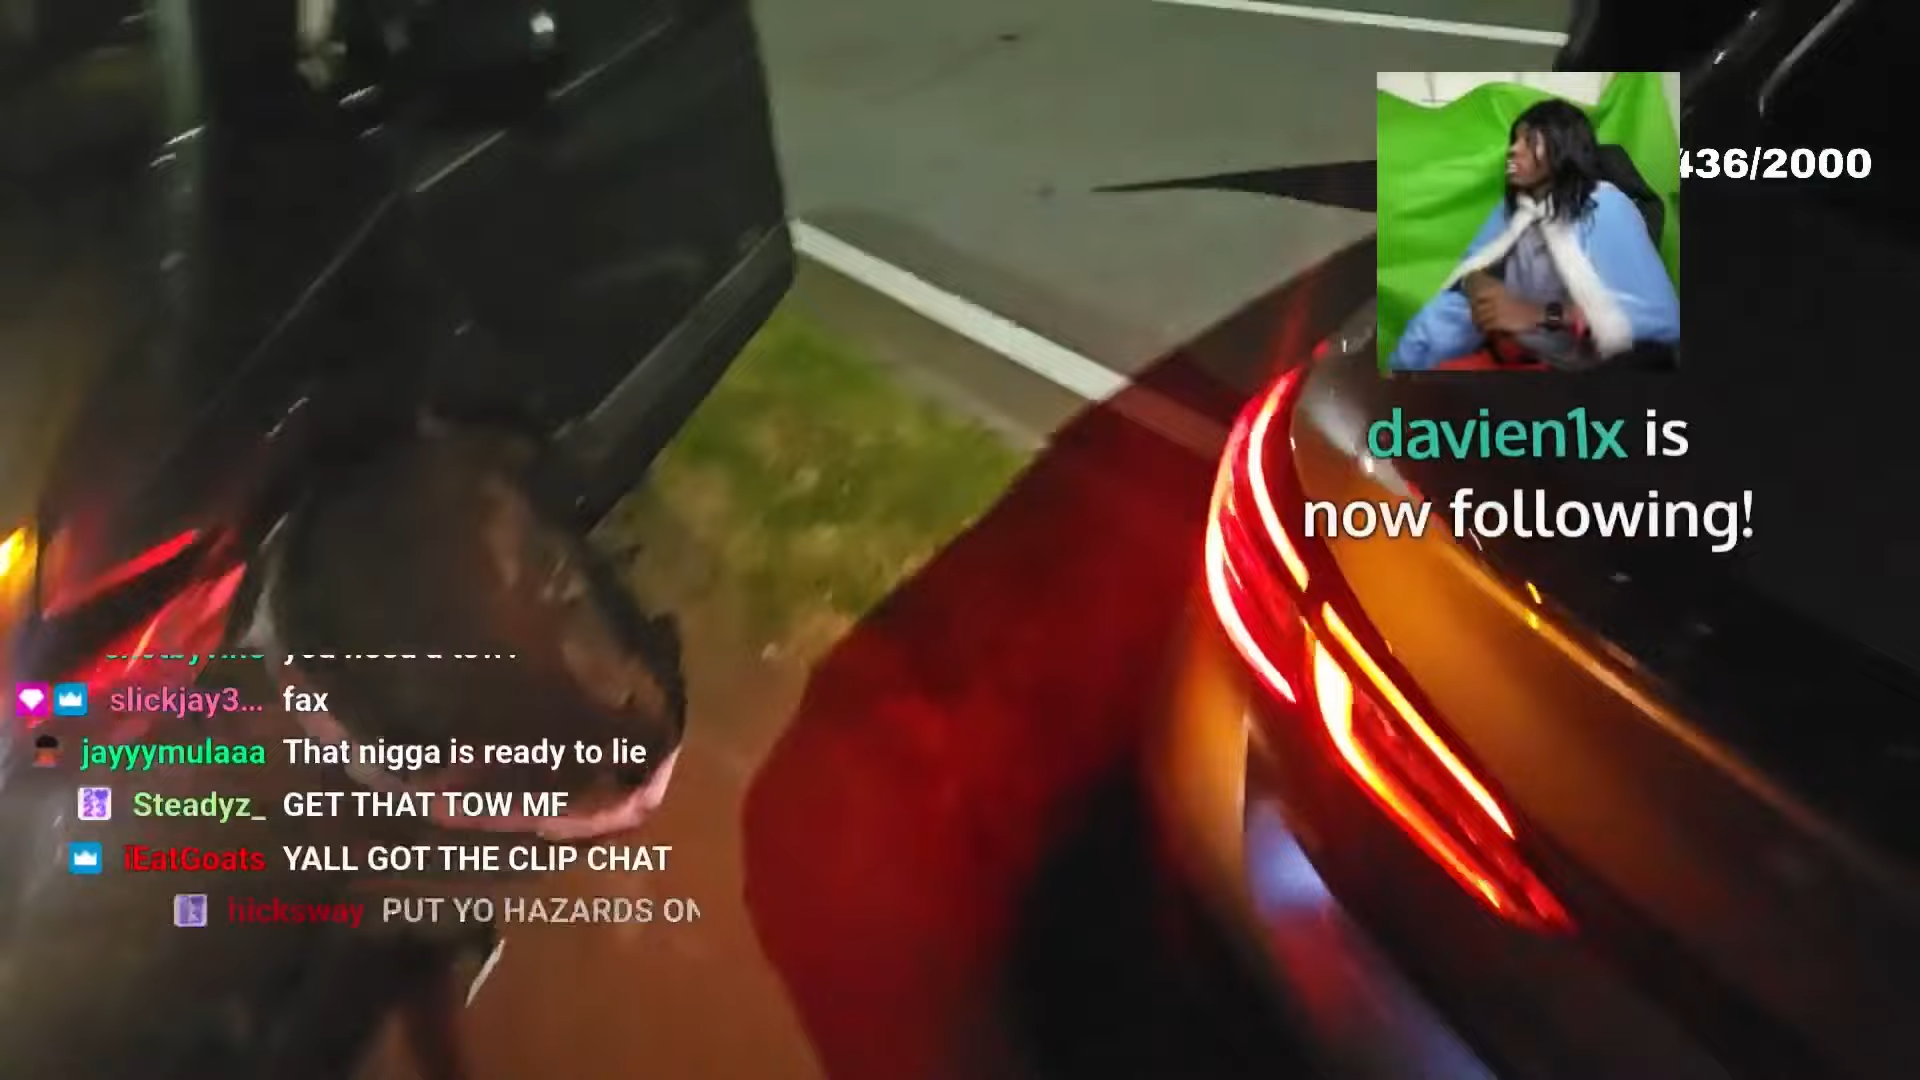 436/2000
davien1x is
now following!
slickjay3... fax
jayyymulaaa That nigga is ready to lie
Steadyz_ GET THAT TOW MF
iEatGoats YALL GOT THE CLIP CHAT
hicksway PUT YO HAZARDS ON